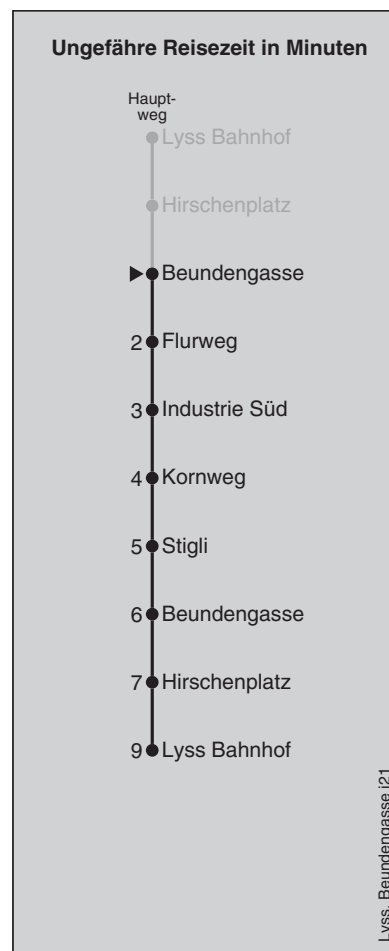 Ungefähre Reisezeit in Minuten
Haupt-
weg
Lyss Bahnhof
Hirschenplatz
Beundengasse
2 Flurweg
3 Industrie Süd
4 Kornweg
5 Stigli
6 Beundengasse
7 Hirschenplatz
9 Lyss Bahnhof
Lyss, Beundengasse j21